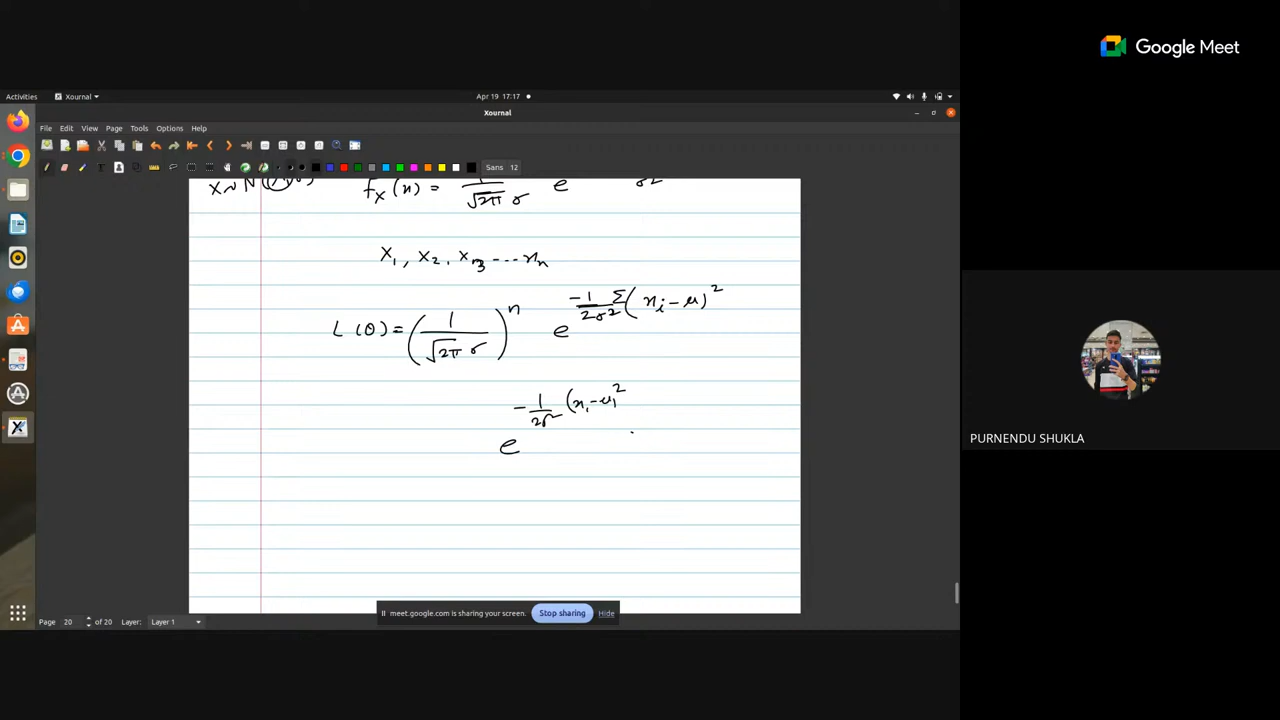 Google Meet
Activities Xournal Apr 19 17:17
Xournal
File Edit View Page Tools Options Help
Sans 12
X ~ N f_X(x) = 1/(√2π σ) e σ2
X1, X2, X3 ---- xn
L(θ) = (1/(√2π σ))^n e^(-1/(2σ2) Σ(xi-μ)^2)
e^(-1/(2σ2) (x1-μ)^2)
PURNENDU SHUKLA
meet.google.com is sharing your screen. Stop sharing Hide
Page 20 of 20 Layer: Layer 1